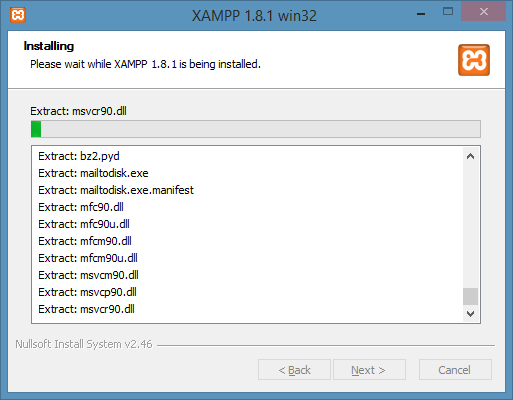 XAMPP 1.8.1 win32
Installing
Please wait while XAMPP 1.8.1 is being installed.
Extract: msvcr90.dll
Extract: bz2.pyd
Extract: mailtodisk.exe
Extract: mailtodisk.exe.manifest
Extract: mfc90.dll
Extract: mfc90u.dll
Extract: mfcm90.dll
Extract: mfcm90u.dll
Extract: msvcm90.dll
Extract: msvcp90.dll
Extract: msvcr90.dll
Nullsoft Install System v2.46
< Back Next > Cancel